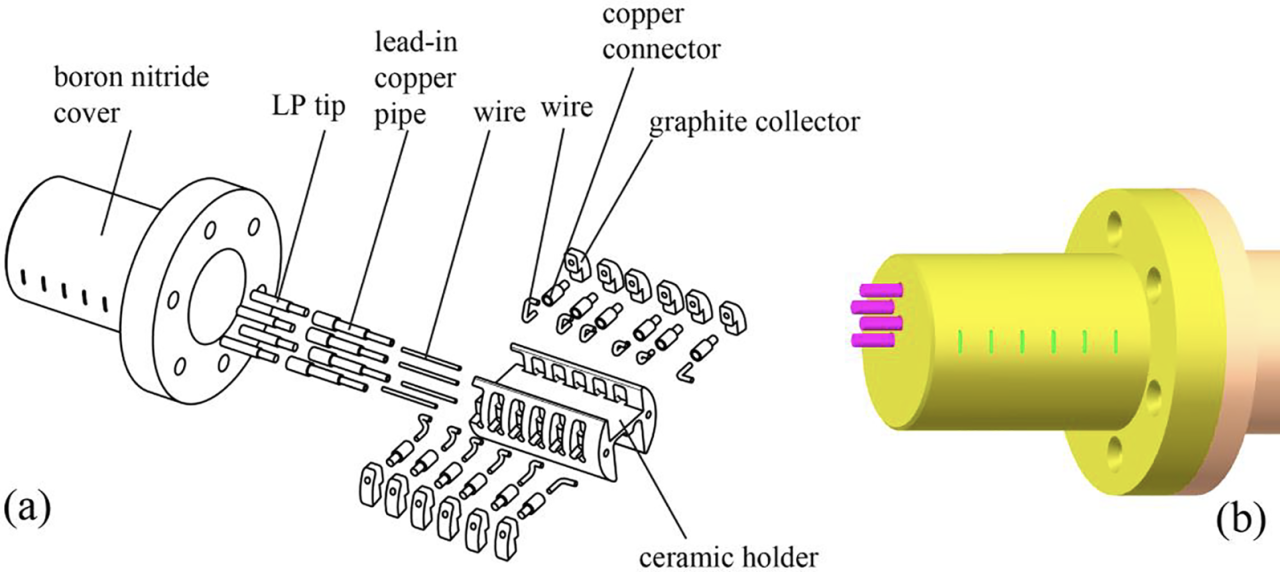 copper
connector
lead-in
copper
pipe
boron nitride
cover
LP tip
wire
wire
graphite collector
(a)
(b)
ceramic holder